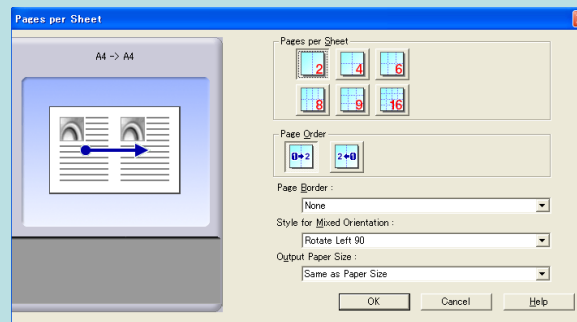 Pages per Sheet
A4 -> A4
Pages per Sheet
2 4 6
8 9 16
Page Order
1→2 2←1
Page Border :
None
Style for Mixed Orientation :
Rotate Left 90
Output Paper Size :
Same as Paper Size
OK Cancel Help